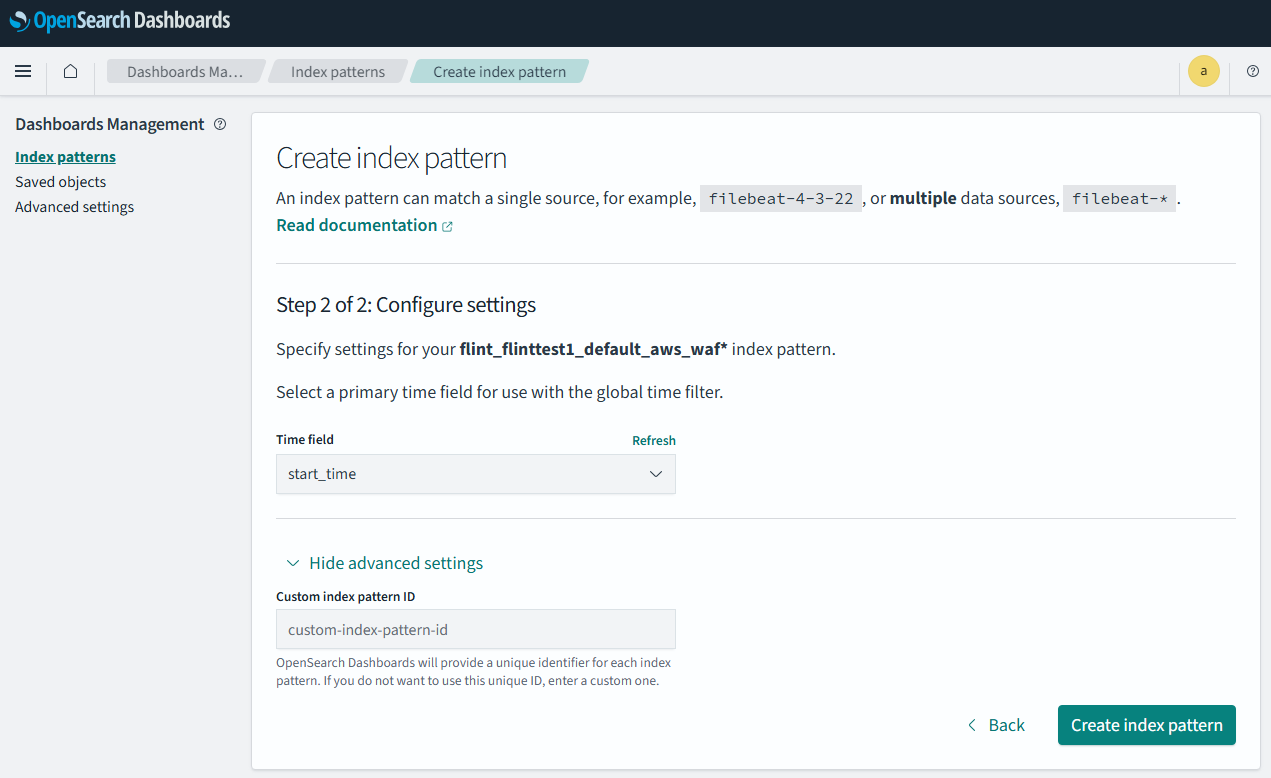 OpenSearch Dashboards
Dashboards Ma... Index patterns Create index pattern a
Dashboards Management
Index patterns
Saved objects
Advanced settings
Create index pattern
An index pattern can match a single source, for example, filebeat-4-3-22 , or multiple data sources, filebeat-* .
Read documentation
Step 2 of 2: Configure settings
Specify settings for your flint_flinttest1_default_aws_waf* index pattern.
Select a primary time field for use with the global time filter.
Time field Refresh
start_time
Hide advanced settings
Custom index pattern ID
custom-index-pattern-id
OpenSearch Dashboards will provide a unique identifier for each index
pattern. If you do not want to use this unique ID, enter a custom one.
Back Create index pattern